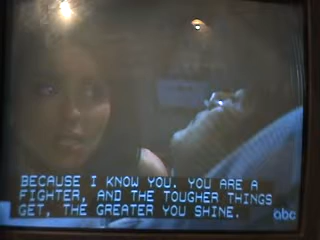 BECAUSE I KNOW YOU. YOU ARE A
FIGHTER, AND THE TOUGHER THINGS
GET, THE GREATER YOU SHINE.
abc